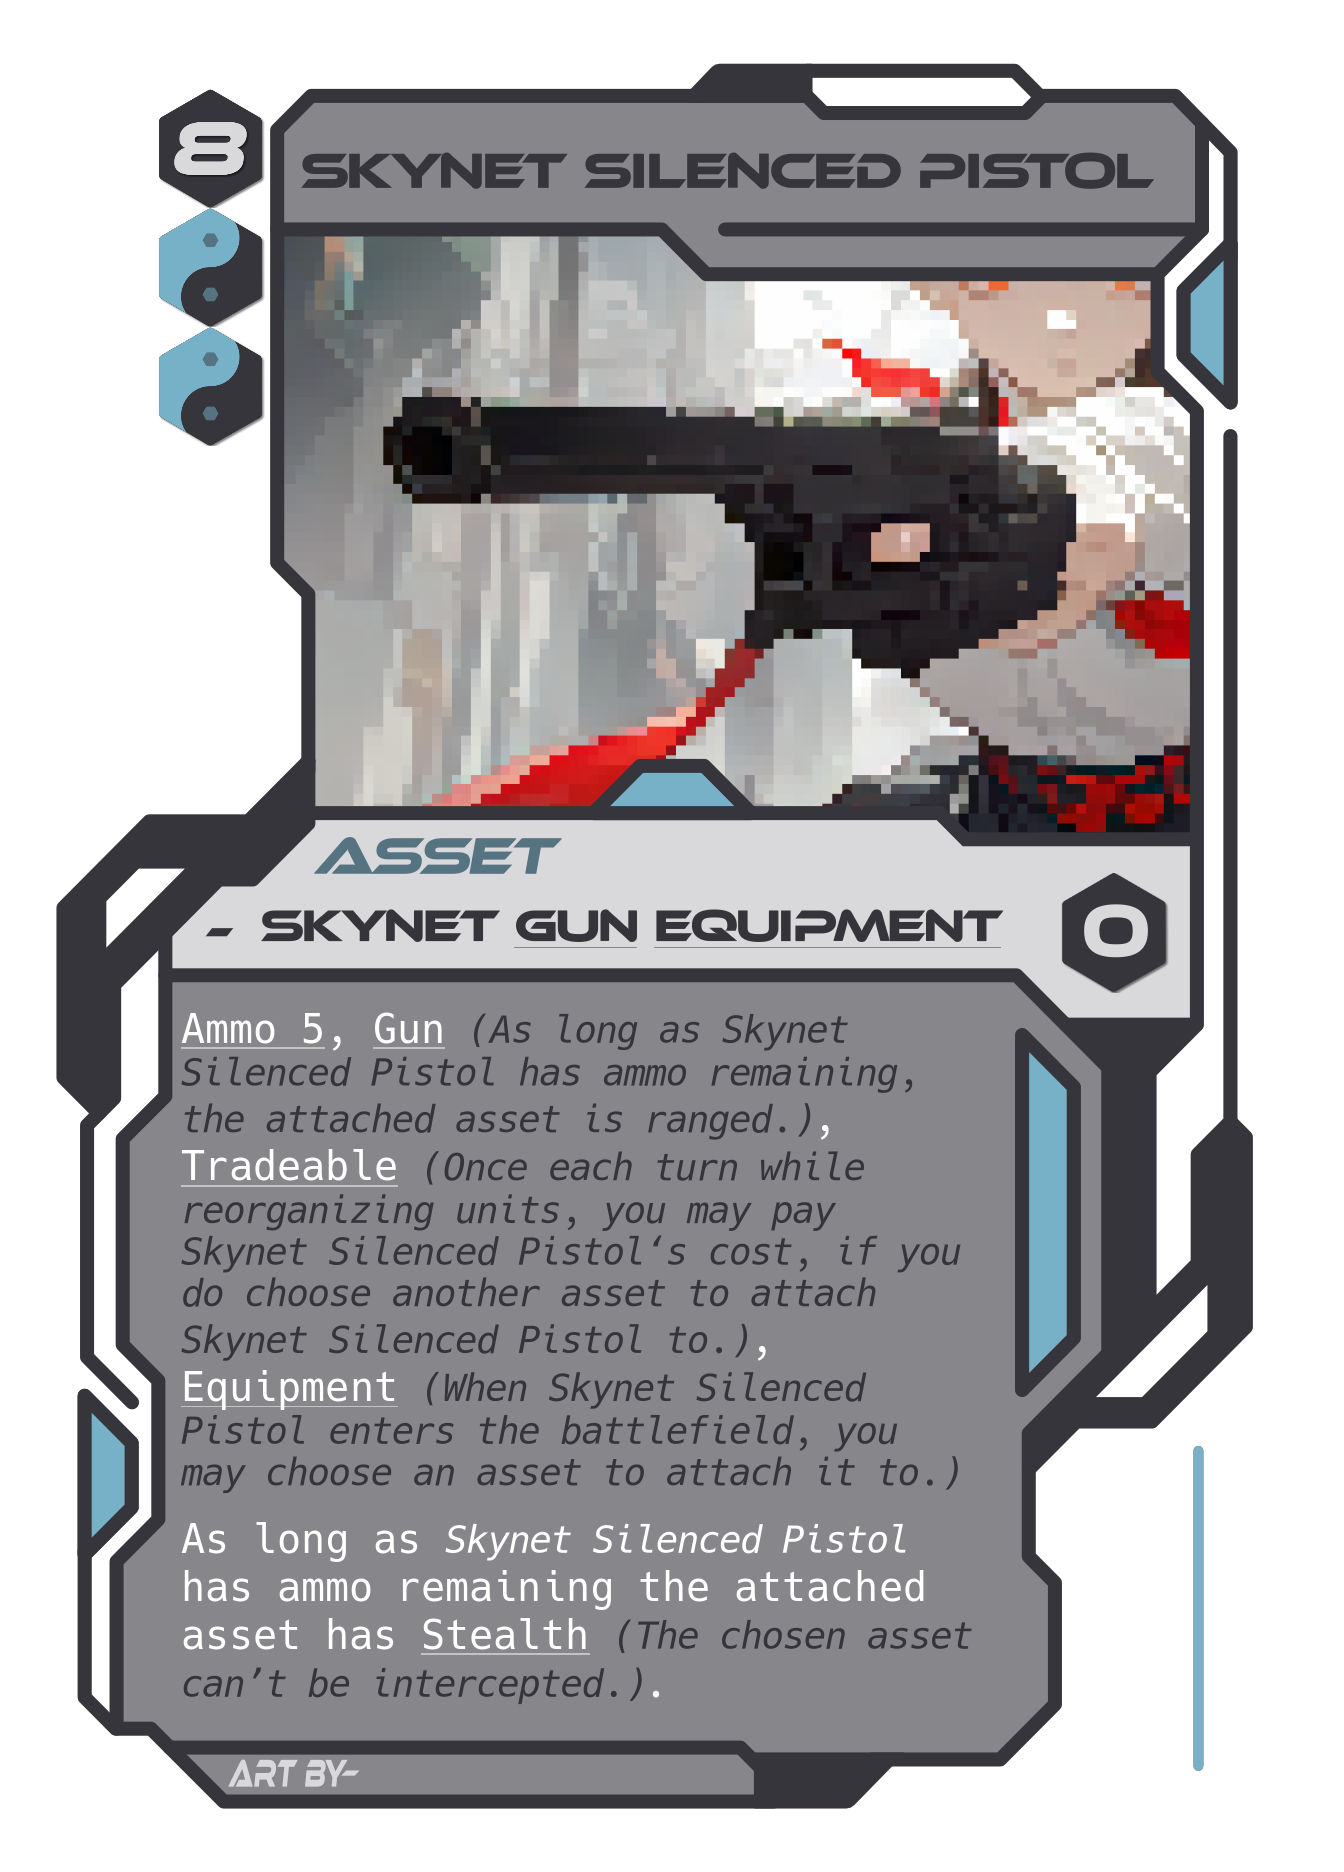 8
SKYNET SILENCED PISTOL
ASSET
- SKYNET GUN EQUIPMENT
0
Ammo 5, Gun (As long as Skynet
Silenced Pistol has ammo remaining,
the attached asset is ranged.),
Tradeable (Once each turn while
reorganizing units, you may pay
Skynet Silenced Pistol‘s cost, if you
do choose another asset to attach
Skynet Silenced Pistol to.),
Equipment (When Skynet Silenced
Pistol enters the battlefield, you
may choose an asset to attach it to.)
As long as Skynet Silenced Pistol
has ammo remaining the attached
asset has Stealth (The chosen asset
can’t be intercepted.).
ART BY-